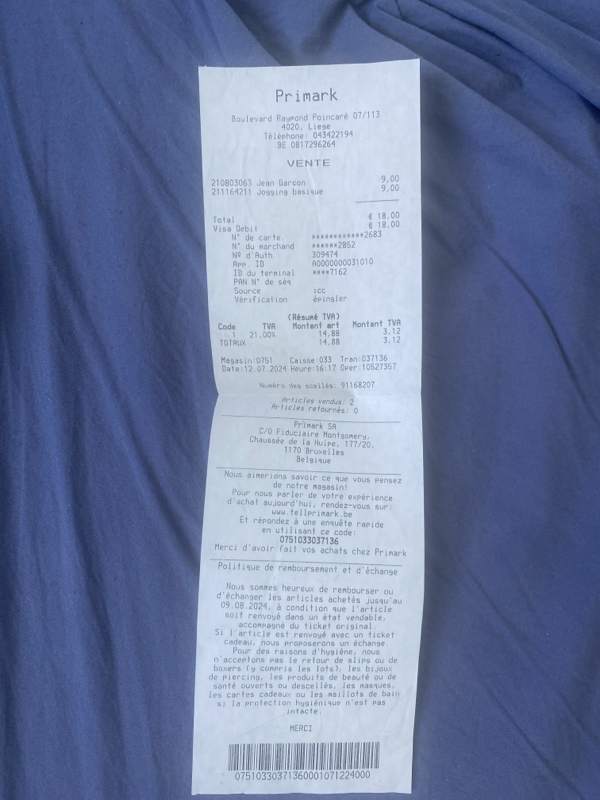 Primark
Boulevard Raymond Poincaré 07/113
4020, Liege
Téléphone: 043422194
BE 0817296264
VENTE
210803063 Jean Garcon 9,00
211164211 Jogging basique 9,00
Total € 18,00
Visa Debit € 18,00
N° de carte. ************2683
N° du marchand ******2852
Nº d'Auth 309474
App. ID A0000000031010
ID du terminal ****7162
PAN N° de séq
Source icc
Vérification épingler
(Résumé TVA)
Code TVA Montant art Montant TVA
1 21,00% 14,88 3,12
TOTAUX 14,88 3,12
Magasin:0751 Caisse:033 Tran:037136
Date:12.07.2024 Heure:16:17 Oper:10527357
Numéro des scellés: 91168207
Articles vendus: 2
Articles retournés: 0
Primark SA
C/O Fiduciaire Montgomery,
Chaussée de la Hulpe, 177/20,
1170 Bruxelles
Belgique
Nous aimerions savoir ce que vous pensez
de notre magasin!
Pour nous parler de votre expérience
d'achat aujourd'hui, rendez-vous sur:
www.tellprimark.be
Et répondez à une enquête rapide
en utilisant ce code:
0751033037136
Merci d'avoir fait vos achats chez Primark
Politique de remboursement et d'échange
Nous sommes heureux de rembourser ou
d'échanger les articles achetés jusqu'au
09.08.2024, à condition que l'article
soit renvoyé dans un état vendable,
accompagné du ticket original.
Si l'article est renvoyé avec un ticket
cadeau, nous proposerons un échange.
Pour des raisons d'hygiène, nous
n'acceptons pas le retour de slips ou de
boxers (y compris les lots), les bijoux
de piercing, les produits de beauté ou de
santé ouverts ou descellés, les masques,
les cartes cadeaux ou les maillots de bain
si la protection hygiénique n'est pas
intacte.
MERCI
07510330371360001071224000